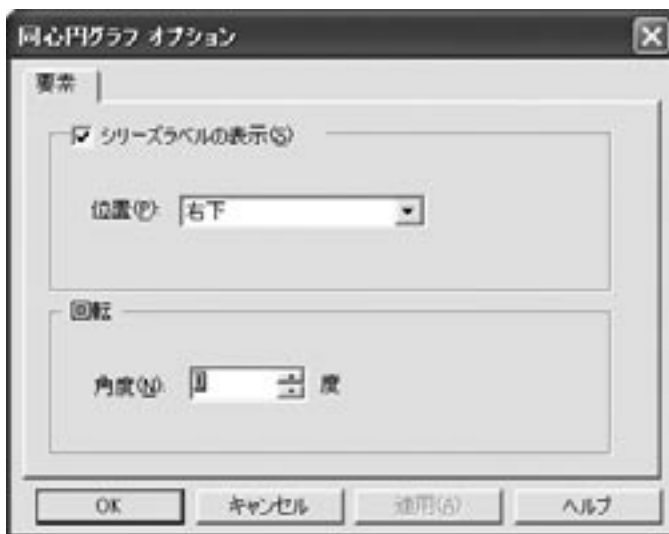 同心円グラフ オプション
要素
シリーズラベルの表示(S)
位置(P): 右下
回転
角度(N): 度
OK キャンセル 適用(A) ヘルプ